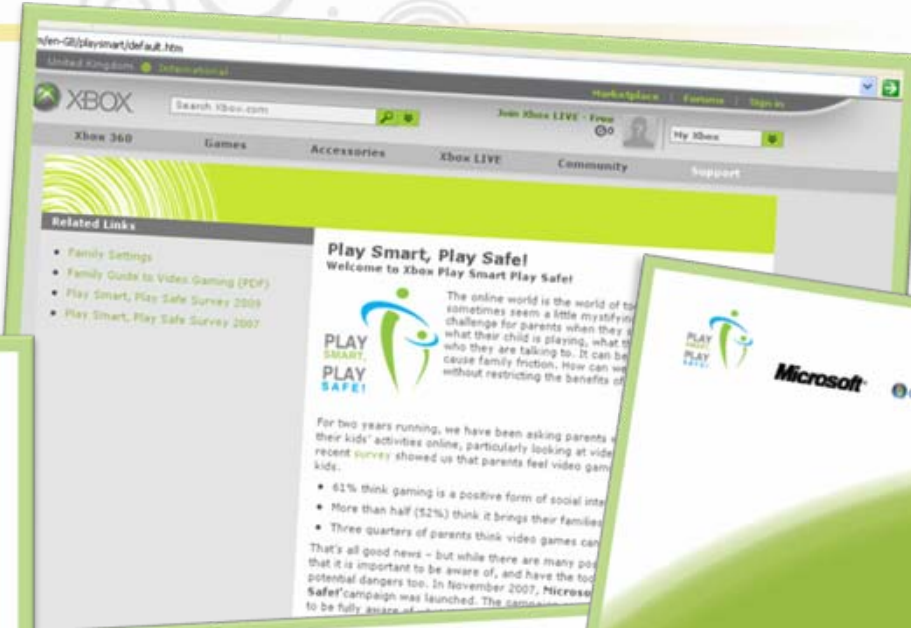 /en-GB/playsmart/default.htm
United Kingdom International
Marketplace | Forums | Sign in
XBOX
Search Xbox.com
Join Xbox LIVE - Free
G0
My Xbox
Xbox 360 Games Accessories Xbox LIVE Community Support
Related Links
• Family Settings
• Family Guide to Video Gaming (PDF)
• Play Smart, Play Safe Survey 2009
• Play Smart, Play Safe Survey 2007
Play Smart, Play Safe!
Welcome to Xbox Play Smart Play Safe!
PLAY
SMART,
PLAY
SAFE!
The online world is the world of
sometimes seem a little mystifying
challenge for parents when they
what their child is playing, what
who they are talking to. It can be
cause family friction. How can we
without restricting the benefits of
For two years running, we have been asking parents
their kids' activities online, particularly looking at
recent survey showed us that parents feel video
kids.
• 61% think gaming is a positive form of social
• More than half (52%) think it brings their families
• Three quarters of parents think video games
That's all good news – but while there are many
that it is important to be aware of, and have the
potential dangers too. In November 2007,
Safe!' campaign was launched. The
to be fully aware of
PLAY
SMART,
PLAY
SAFE!
Microsoft